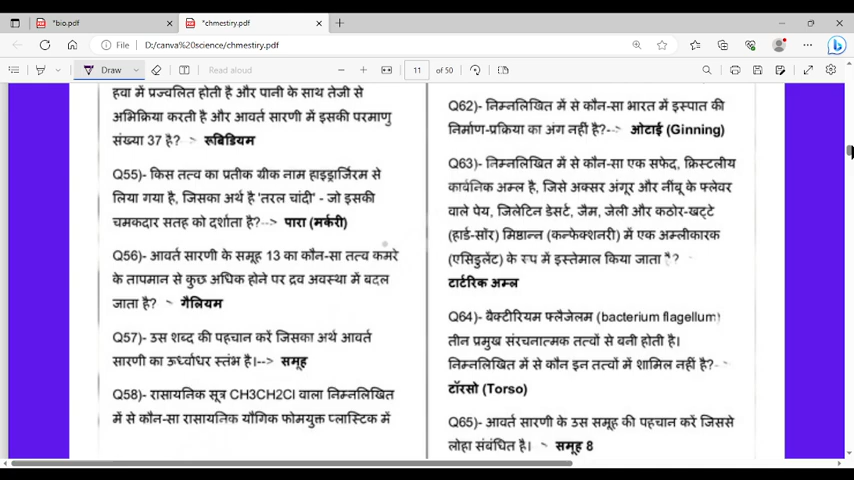 *bio.pdf
*chmestiry.pdf
File
D:/canva%20science/chmestiry.pdf
Draw
Read aloud
11
of 50
हवा में प्रज्वलित होती है और पानी के साथ तेजी से
अभिक्रिया करती है और आवर्त सारणी में इसकी परमाणु
संख्या 37 है? -> रूबिडियम
Q55)- किस तत्व का प्रतीक ग्रीक नाम हाइड्रार्जिरम से
लिया गया है, जिसका अर्थ है 'तरल चांदी' - जो इसकी
चमकदार सतह को दर्शाता है?--> पारा (मर्करी)
Q56)- आवर्त सारणी के समूह 13 का कौन-सा तत्व कमरे
के तापमान से कुछ अधिक होने पर द्रव अवस्था में बदल
जाता है? गैलियम
Q57)- उस शब्द की पहचान करें जिसका अर्थ आवर्त
सारणी का ऊर्ध्वाधर स्तंभ है।--> समूह
Q58)- रासायनिक सूत्र CH3CH2Cl वाला निम्नलिखित
में से कौन-सा रासायनिक यौगिक फोमयुक्त प्लास्टिक में
Q62)- निम्नलिखित में से कौन-सा भारत में इस्पात की
निर्माण-प्रक्रिया का अंग नहीं है?-- ओटाई (Ginning)
Q63)- निम्नलिखित में से कौन-सा एक सफेद, क्रिस्टलीय
कार्बनिक अम्ल है, जिसे अक्सर अंगूर और नींबू के फ्लेवर
वाले पेय, जिलेटिन डेसर्ट, जैम, जेली और कठोर-खट्टे
(हार्ड-सॉर) मिष्ठान्न (कन्फेक्शनरी) में एक अम्लीकारक
(एसिडुलेंट) के रूप में इस्तेमाल किया जाता है?
टार्टरिक अम्ल
Q64)- बैक्टीरियम फ्लैजेलम (bacterium flagellum)
तीन प्रमुख संरचनात्मक तत्वों से बनी होती है।
निम्नलिखित में से कौन इन तत्वों में शामिल नहीं है?-
टॉरसो (Torso)
Q65)- आवर्त सारणी के उस समूह की पहचान करें जिससे
लोहा संबंधित है। समूह 8